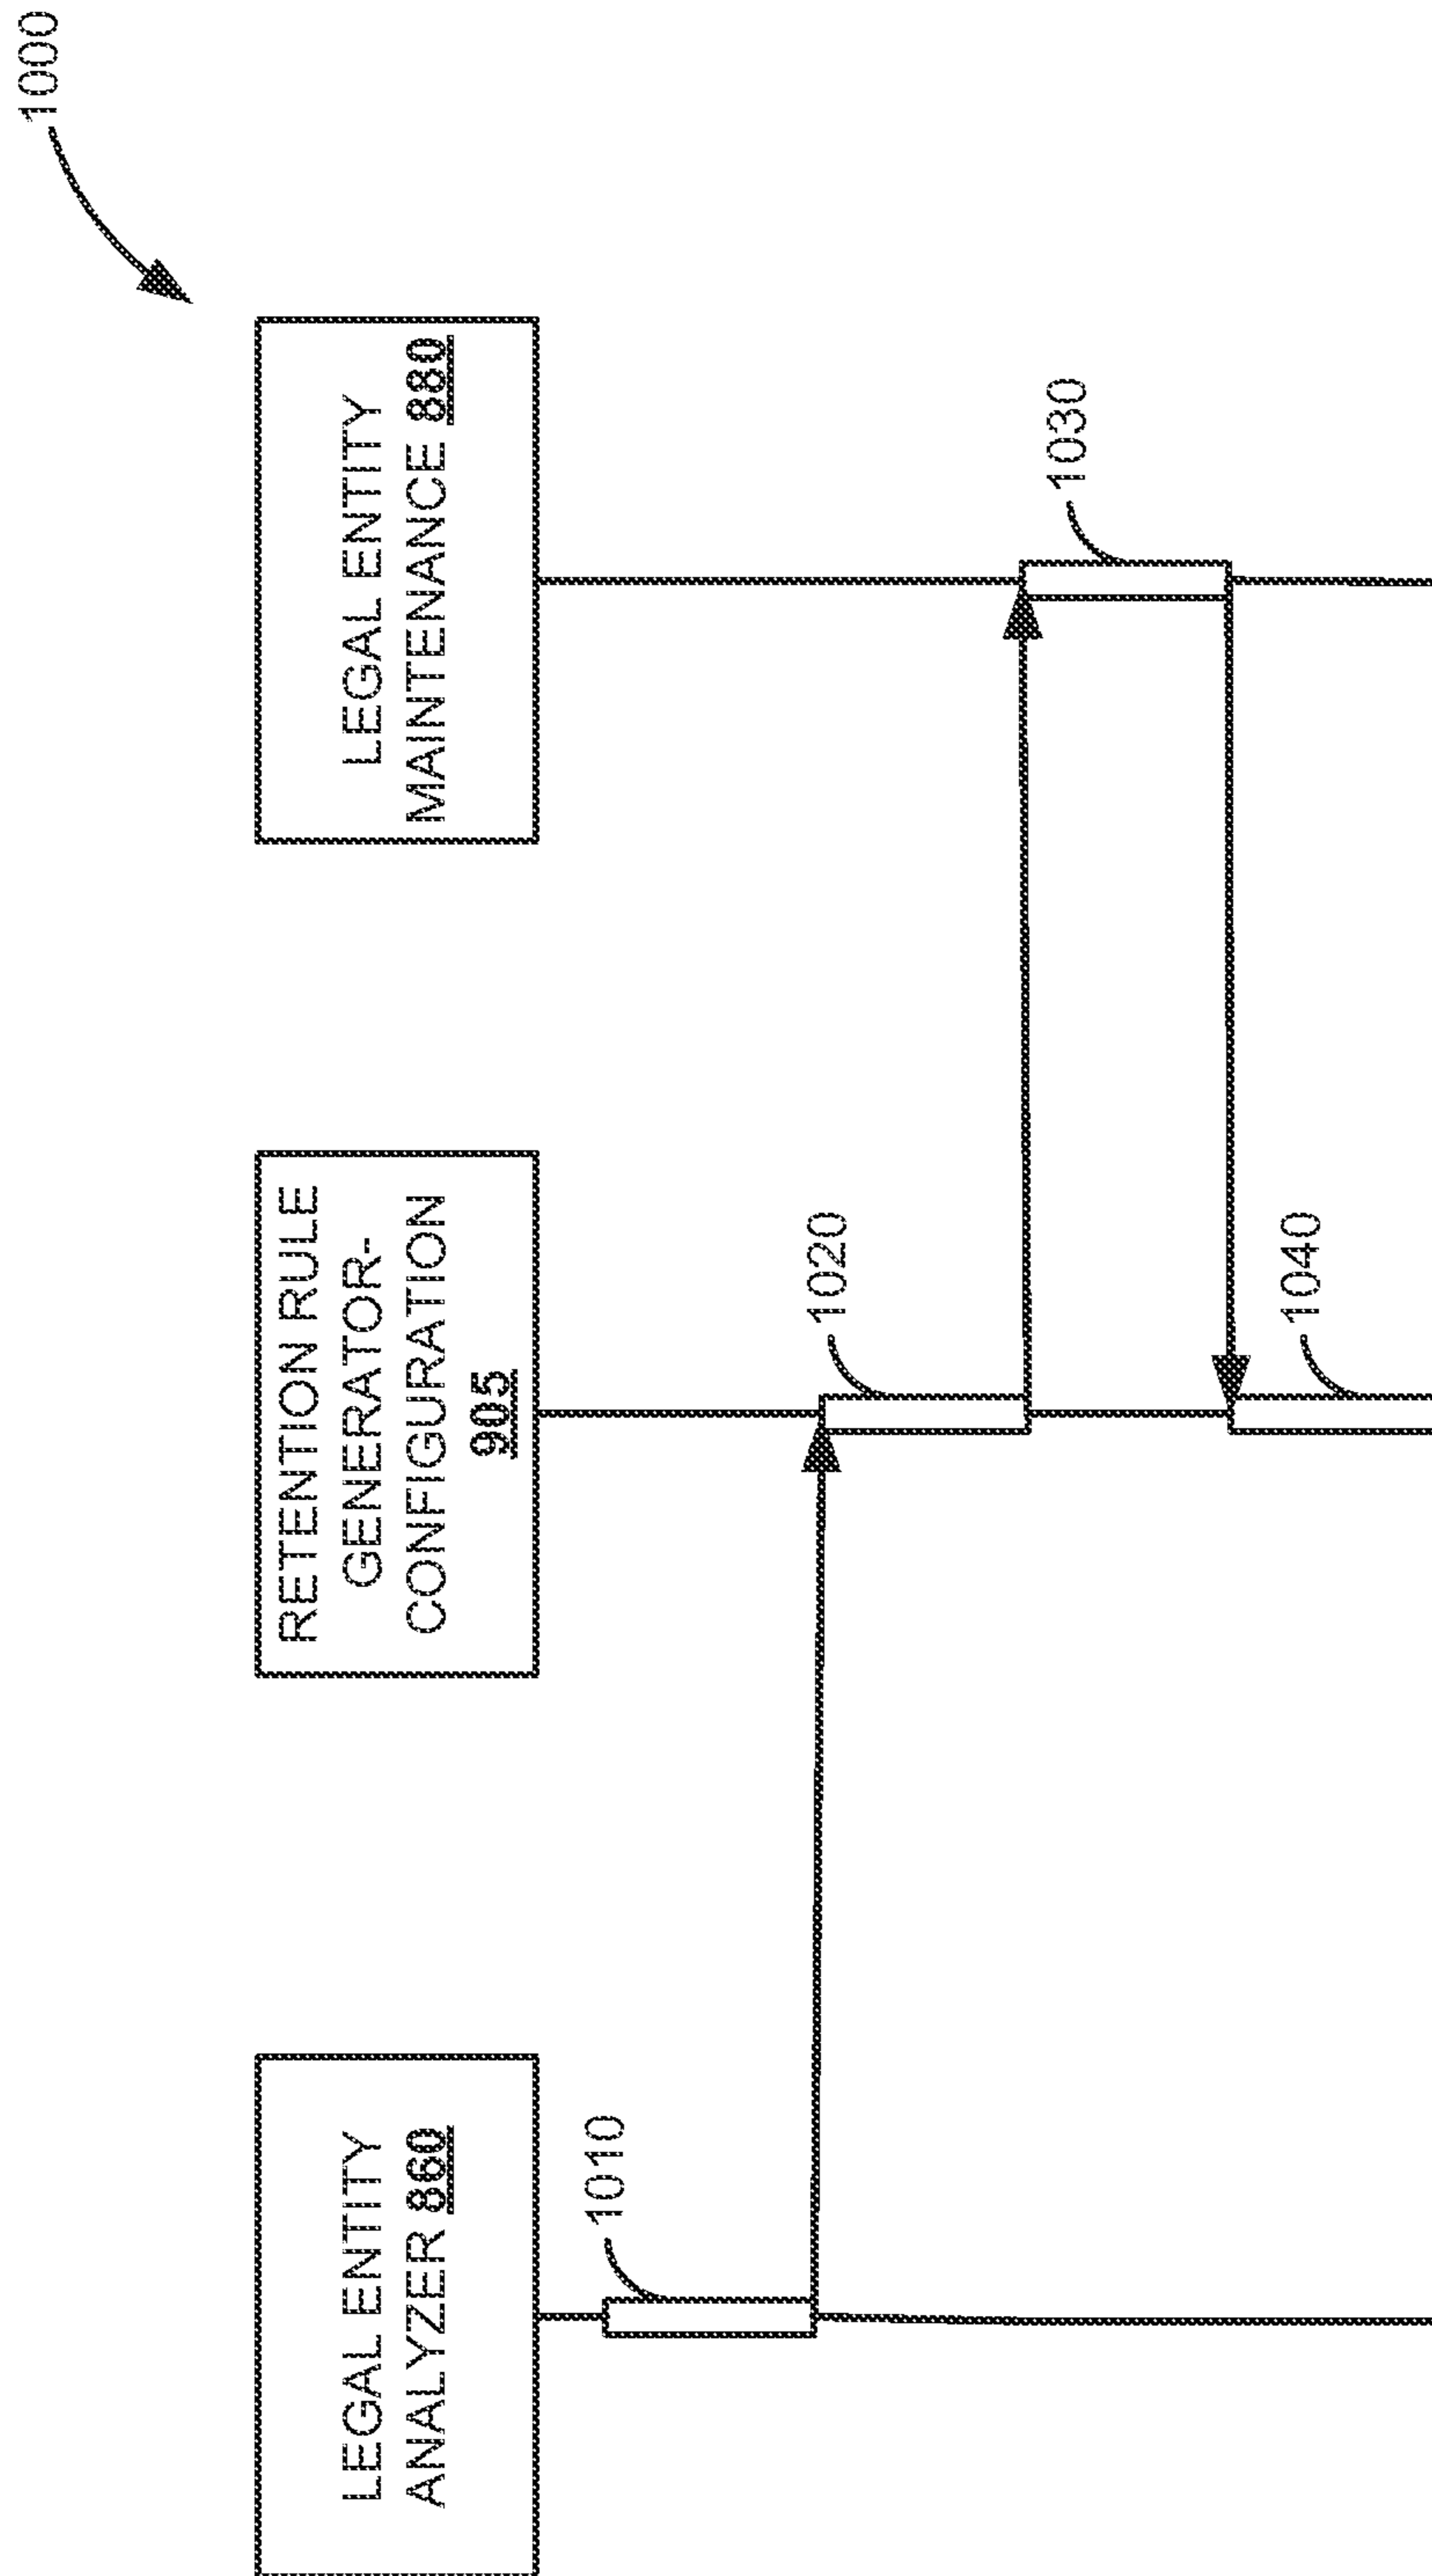 1000
LEGAL ENTITY
ANALYZER 860
RETENTION RULE
GENERATOR-
CONFIGURATION
905
LEGAL ENTITY
MAINTENANCE 880
1010
1020
1030
1040